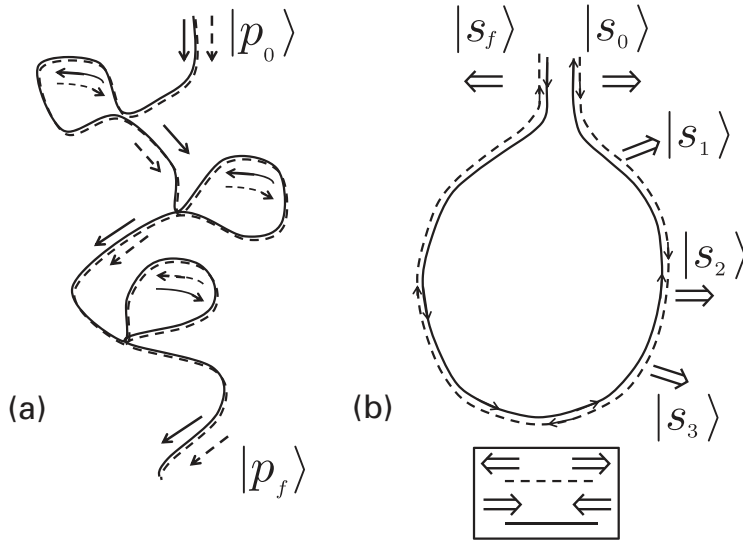 |p₀⟩
|s_f⟩ |s₀⟩
|s₁⟩
|s₂⟩
(a) (b)
|s₃⟩
|p_f⟩